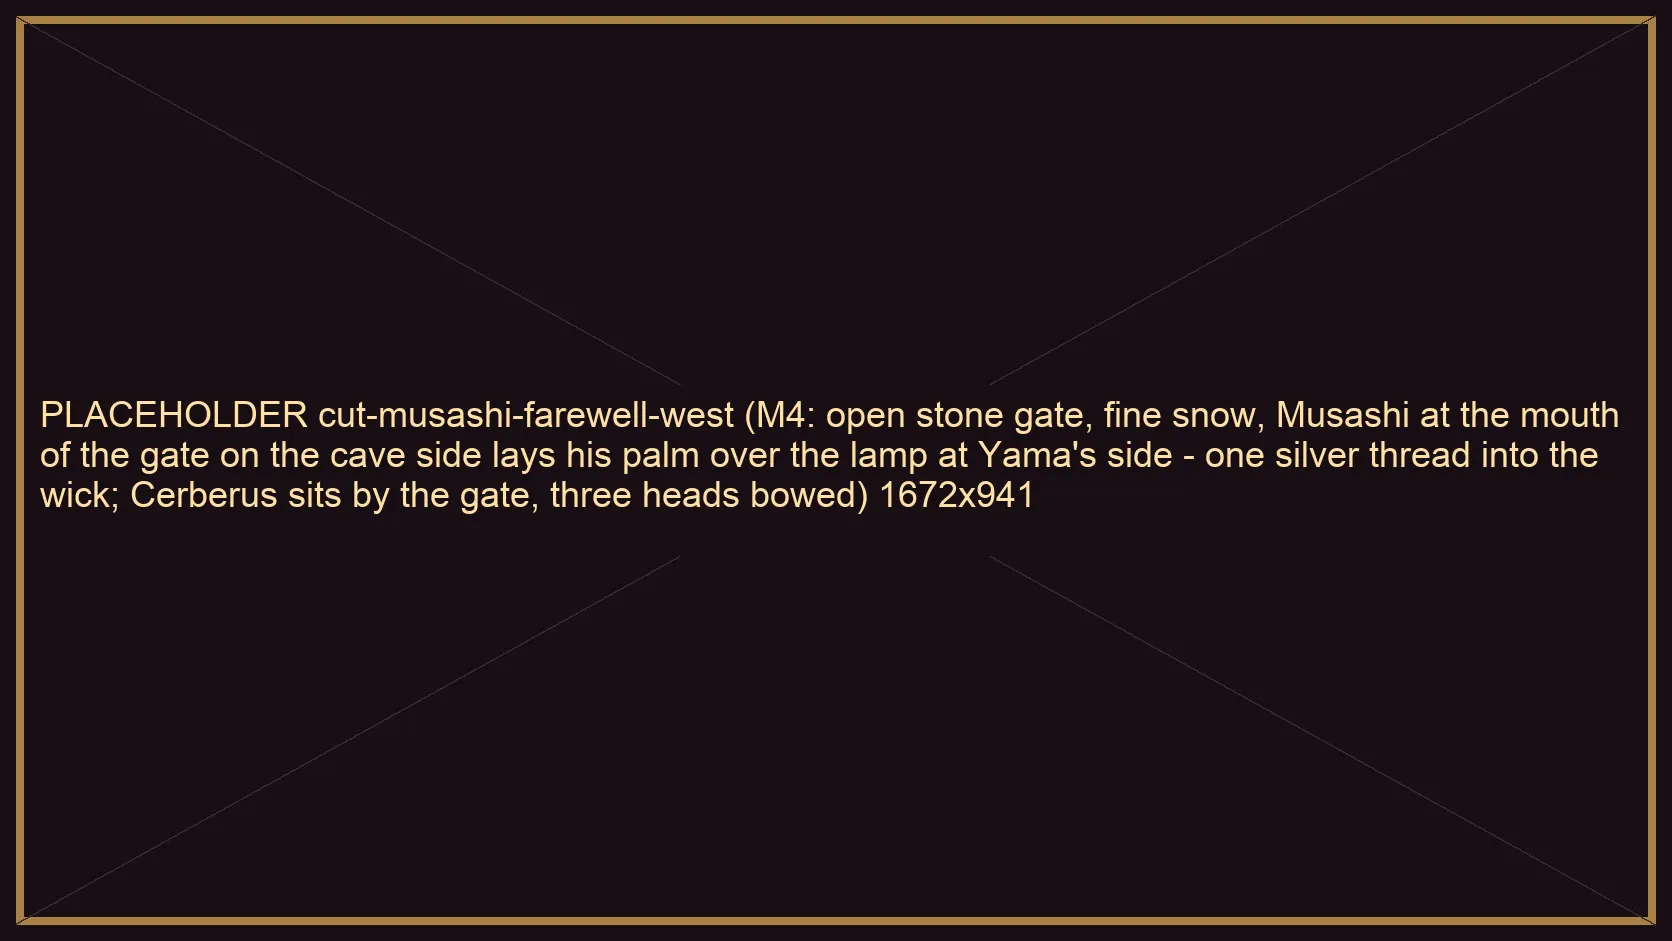 PLACEHOLDER cut-musashi-farewell-west (M4: open stone gate, fine snow, Musashi at the mouth
of the gate on the cave side lays his palm over the lamp at Yama's side - one silver thread into the
wick; Cerberus sits by the gate, three heads bowed) 1672x941